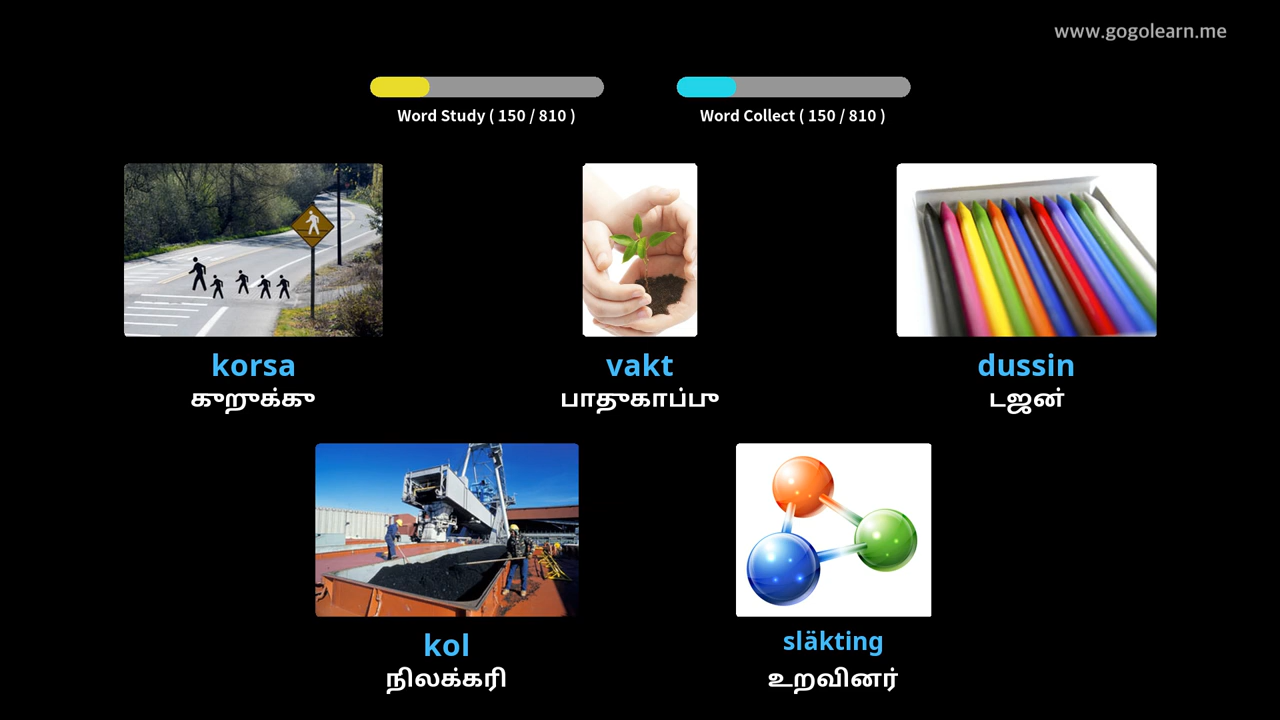 www.gogolearn.me
Word Study ( 150 / 810 )
Word Collect ( 150 / 810 )
korsa
குறுக்கு
vakt
பாதுகாப்பு
dussin
டஜன்
kol
நிலக்கரி
släkting
உறவினர்